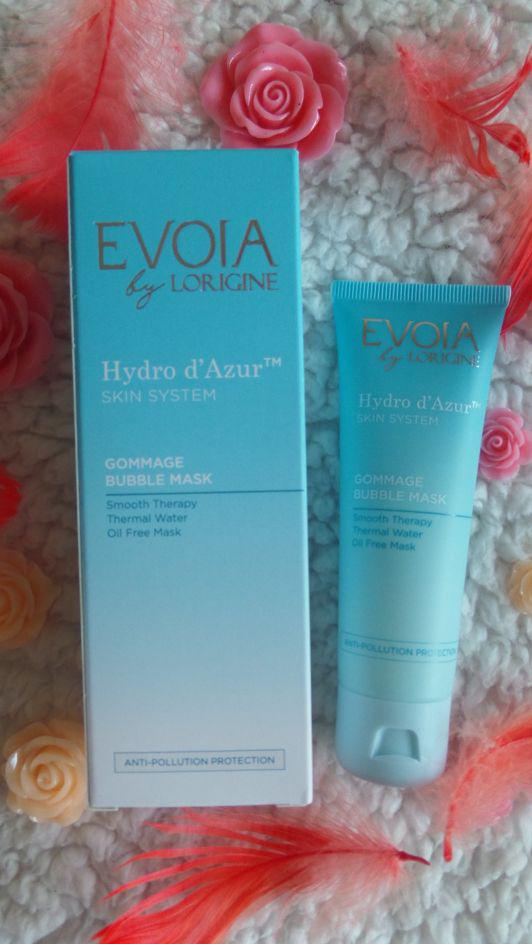 EVOIA
by LORIGINE
Hydro d'Azur™
SKIN SYSTEM
GOMMAGE
BUBBLE MASK
Smooth Therapy
Thermal Water
Oil Free Mask
ANTI-POLLUTION PROTECTION
EVOIA
by LORIGINE
Hydro d'Azur™
SKIN SYSTEM
GOMMAGE
BUBBLE MASK
Smooth Therapy
Thermal Water
Oil Free Mask
ANTI-POLLUTION PROTECTION